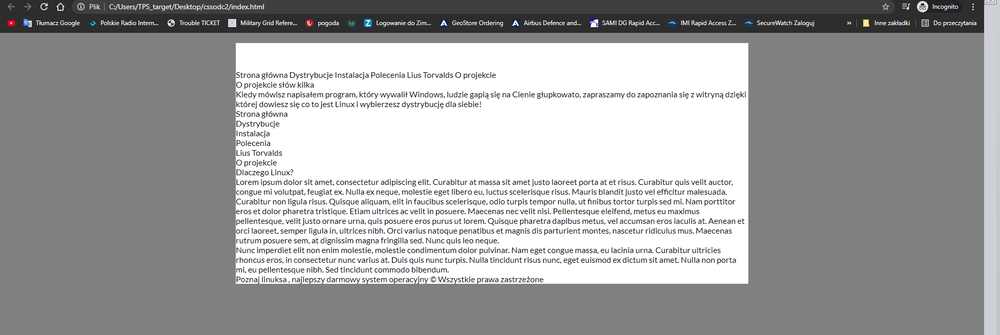 Plik C:/Users/TPS_target/Desktop/cssodc2/index.html Incognito
Tłumacz Google Polskie Radio Intern... Trouble TICKET Military Grid Refere... pogoda Logowanie do Zim... GeoStore Ordering Airbus Defence and... SAMI DG Rapid Acc... IMI Rapid Access Z... SecureWatch Zaloguj » Inne zakładki Do przeczytania
Strona główna Dystrybucje Instalacja Polecenia Lius Torvalds O projekcie
O projekcie słów kilka
Kiedy mówisz napisałem program, który wywalił Windows, ludzie gapią się na Cienie głupkowato, zapraszamy do zapoznania się z witryną dzięki
której dowiesz się co to jest Linux i wybierzesz dystrybucję dla siebie!
Strona główna
Dystrybucje
Instalacja
Polecenia
Lius Torvalds
O projekcie
Dlaczego Linux?
Lorem ipsum dolor sit amet, consectetur adipiscing elit. Curabitur at massa sit amet justo laoreet porta at et risus. Curabitur quis velit auctor,
congue mi volutpat, feugiat ex. Nulla ex neque, molestie eget libero eu, luctus scelerisque risus. Mauris blandit justo vel efficitur malesuada.
Curabitur non ligula risus. Quisque aliquam, elit in faucibus scelerisque, odio turpis tempor nulla, ut finibus tortor turpis sed mi. Nam porttitor
eros et dolor pharetra tristique. Etiam ultrices ac velit in posuere. Maecenas nec velit nisi. Pellentesque eleifend, metus eu maximus
pellentesque, velit justo ornare urna, quis posuere eros purus ut lorem. Quisque pharetra dapibus metus, vel accumsan eros iaculis at. Aenean et
orci laoreet, semper ligula in, ultrices nibh. Orci varius natoque penatibus et magnis dis parturient montes, nascetur ridiculus mus. Maecenas
rutrum posuere sem, at dignissim magna fringilla sed. Nunc quis leo neque.
Nunc imperdiet elit non enim molestie, molestie condimentum dolor pulvinar. Nam eget congue massa, eu lacinia urna. Curabitur ultricies
rhoncus eros, in consectetur nunc varius at. Duis quis nunc turpis. Nulla tincidunt risus nunc, eget euismod ex dictum sit amet. Nulla non porta
mi, eu pellentesque nibh. Sed tincidunt commodo bibendum.
Poznaj linuksa , najlepszy darmowy system operacyjny © Wszystkie prawa zastrzeżone